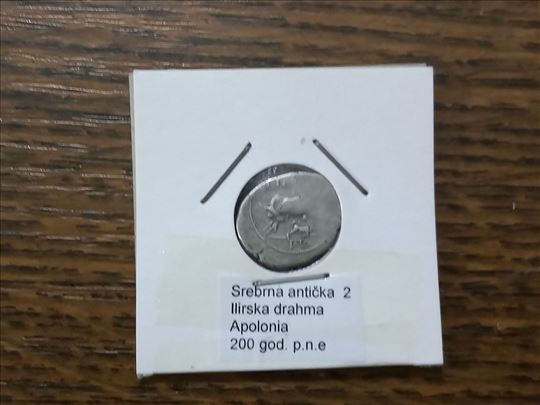 Srebrna antička 2
Ilirska drahma
Apolonia
200 god. p.n.e